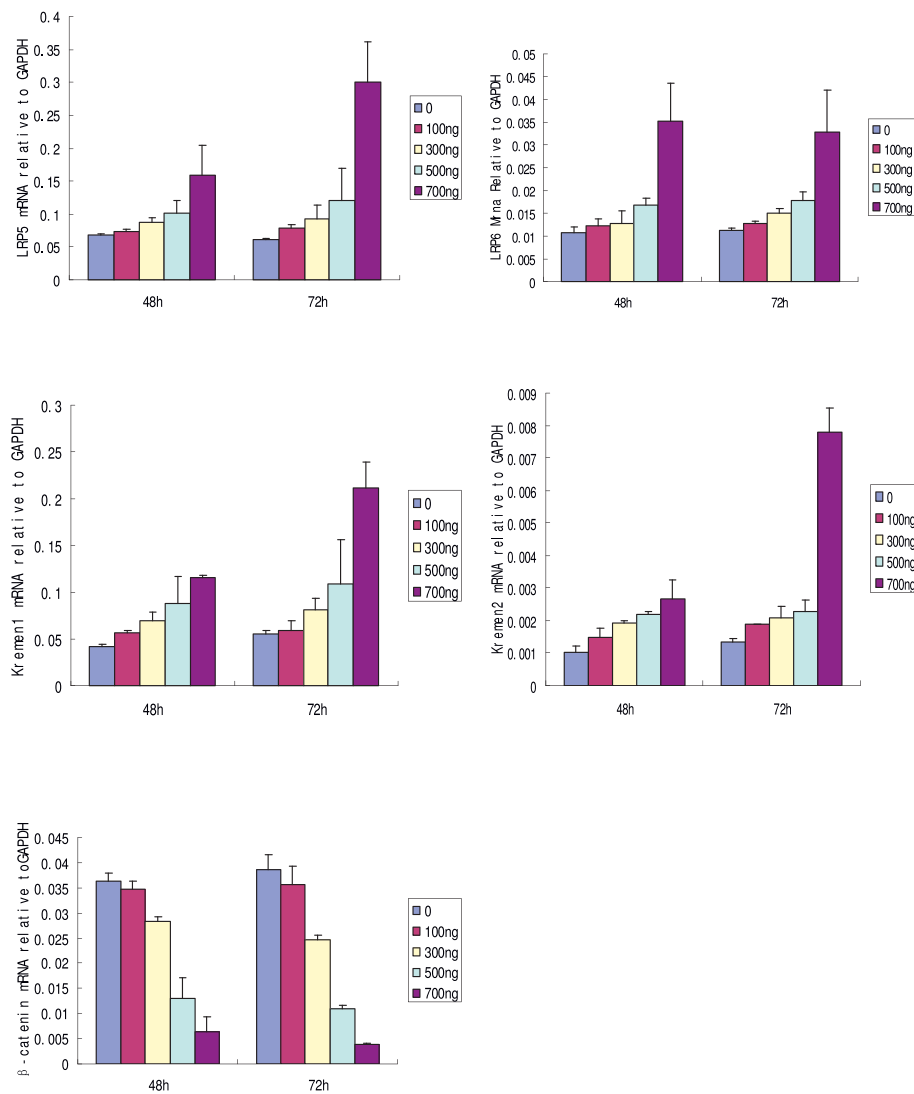 LRP5 mRNA relative to GAPDH
0.4
0.35
0.3
0.25
0.2
0.15
0.1
0.05
0
48h
72h
0
100ng
300ng
500ng
700ng
LRP6 Mrna Relative to GAPDH
0.05
0.045
0.04
0.035
0.03
0.025
0.02
0.015
0.01
0.005
0
48h
72h
0
100ng
300ng
500ng
700ng
Kremen1 mRNA relative to GAPDH
0.3
0.25
0.2
0.15
0.1
0.05
0
48h
72h
0
100ng
300ng
500ng
700ng
Kremen2 mRNA relative to GAPDH
0.009
0.008
0.007
0.006
0.005
0.004
0.003
0.002
0.001
0
48h
72h
0
100ng
300ng
500ng
700ng
β-catenin mRNA relative toGAPDH
0.045
0.04
0.035
0.03
0.025
0.02
0.015
0.01
0.005
0
48h
72h
0
100ng
300ng
500ng
700ng